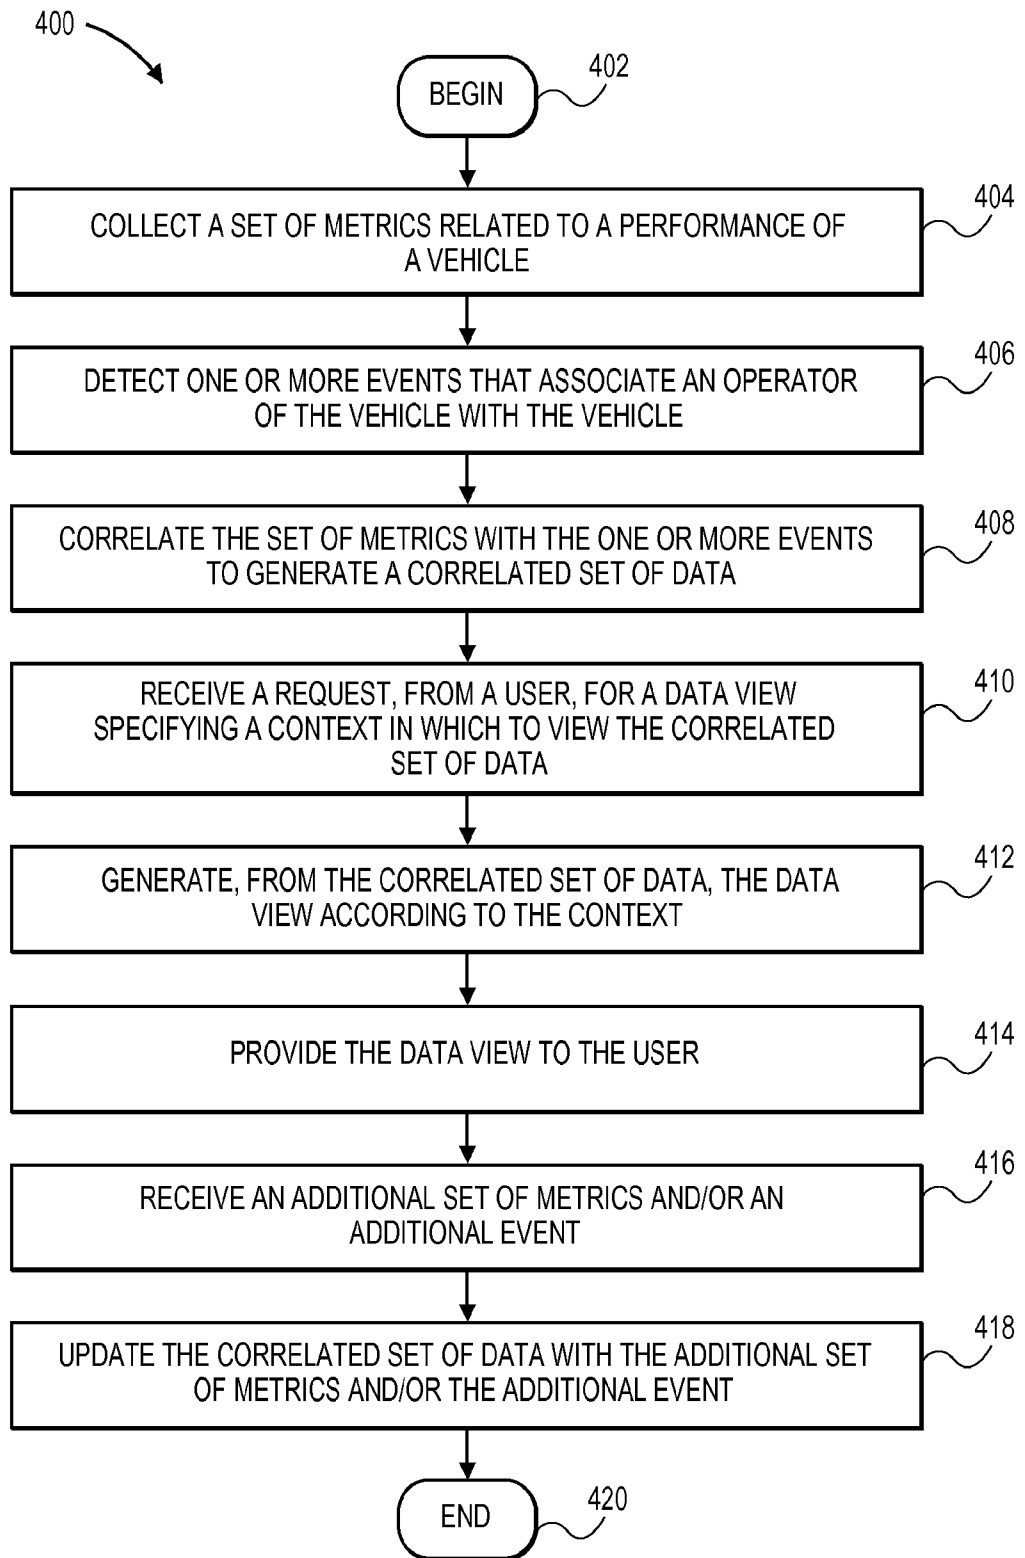 400
BEGIN
402
COLLECT A SET OF METRICS RELATED TO A PERFORMANCE OF
A VEHICLE
404
DETECT ONE OR MORE EVENTS THAT ASSOCIATE AN OPERATOR
OF THE VEHICLE WITH THE VEHICLE
406
CORRELATE THE SET OF METRICS WITH THE ONE OR MORE EVENTS
TO GENERATE A CORRELATED SET OF DATA
408
RECEIVE A REQUEST, FROM A USER, FOR A DATA VIEW
SPECIFYING A CONTEXT IN WHICH TO VIEW THE CORRELATED
SET OF DATA
410
GENERATE, FROM THE CORRELATED SET OF DATA, THE DATA
VIEW ACCORDING TO THE CONTEXT
412
PROVIDE THE DATA VIEW TO THE USER
414
RECEIVE AN ADDITIONAL SET OF METRICS AND/OR AN
ADDITIONAL EVENT
416
UPDATE THE CORRELATED SET OF DATA WITH THE ADDITIONAL SET
OF METRICS AND/OR THE ADDITIONAL EVENT
418
END
420